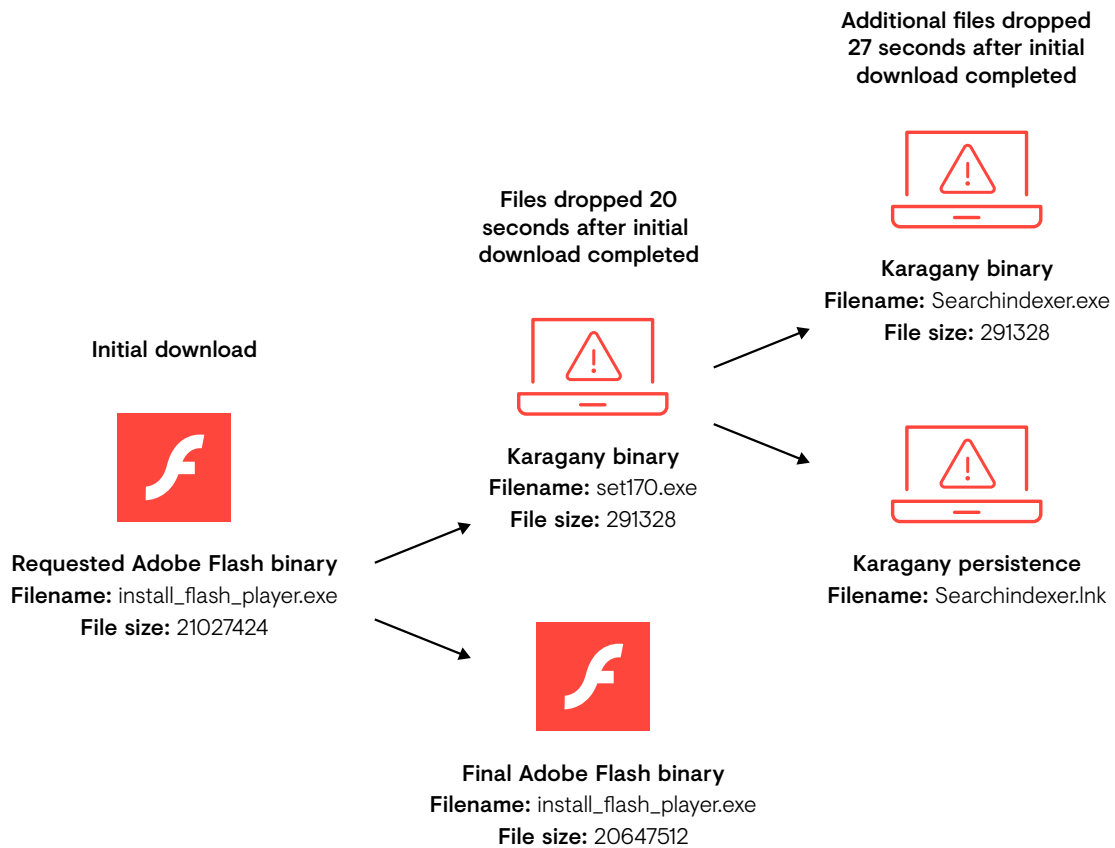 Initial download
Requested Adobe Flash binary
Filename: install_flash_player.exe
File size: 21027424
Files dropped 20
seconds after initial
download completed
Karagany binary
Filename: set170.exe
File size: 291328
Final Adobe Flash binary
Filename: install_flash_player.exe
File size: 20647512
Additional files dropped
27 seconds after initial
download completed
Karagany binary
Filename: Searchindexer.exe
File size: 291328
Karagany persistence
Filename: Searchindexer.lnk